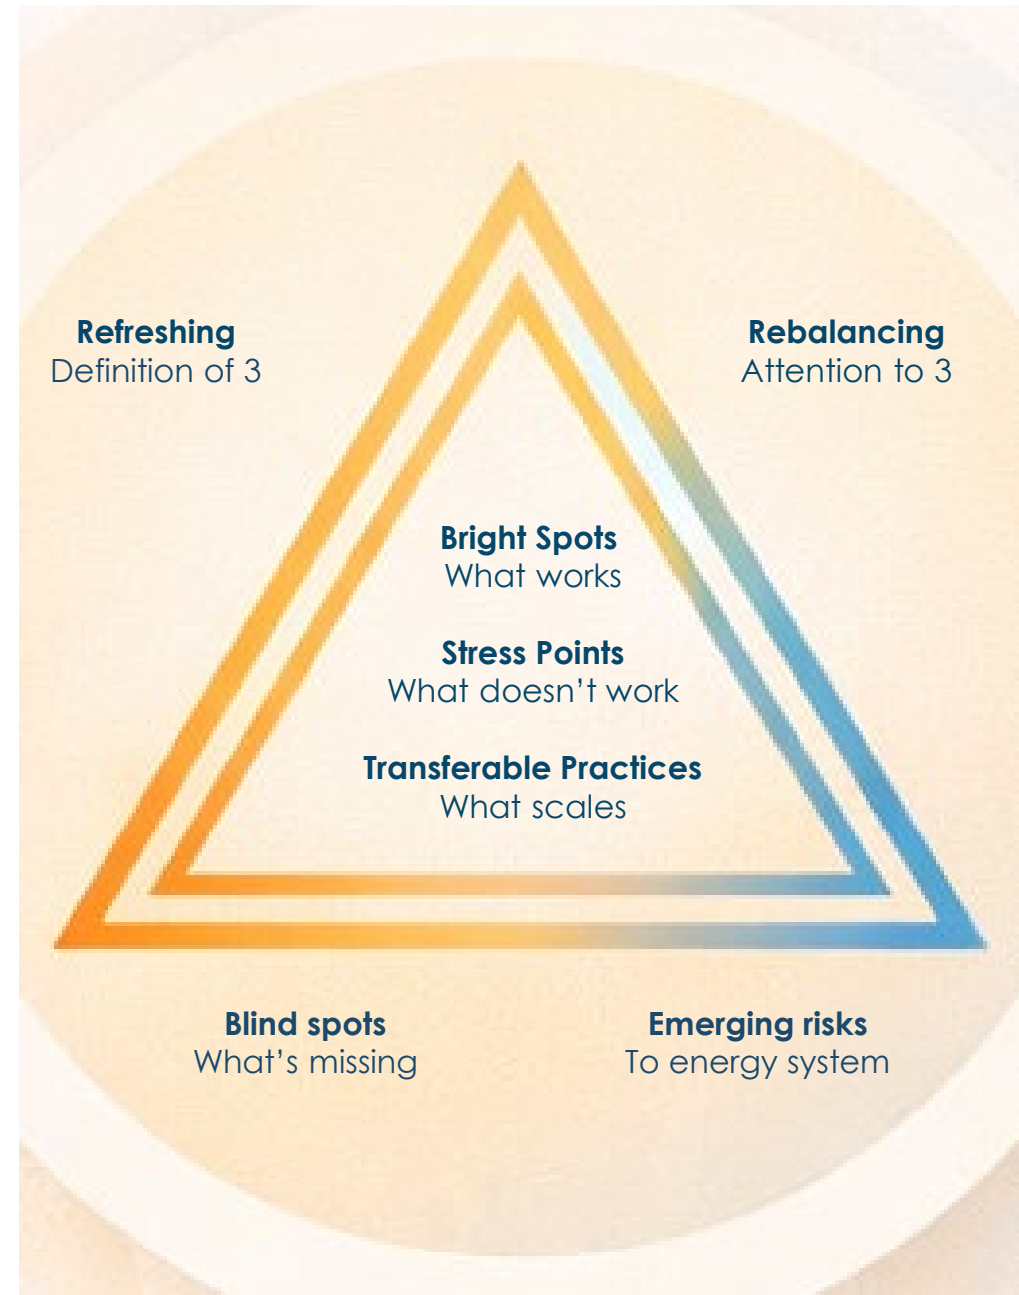 Refreshing
Definition of 3
Rebalancing
Attention to 3
Bright Spots
What works
Stress Points
What doesn’t work
Transferable Practices
What scales
Blind spots
What’s missing
Emerging risks
To energy system